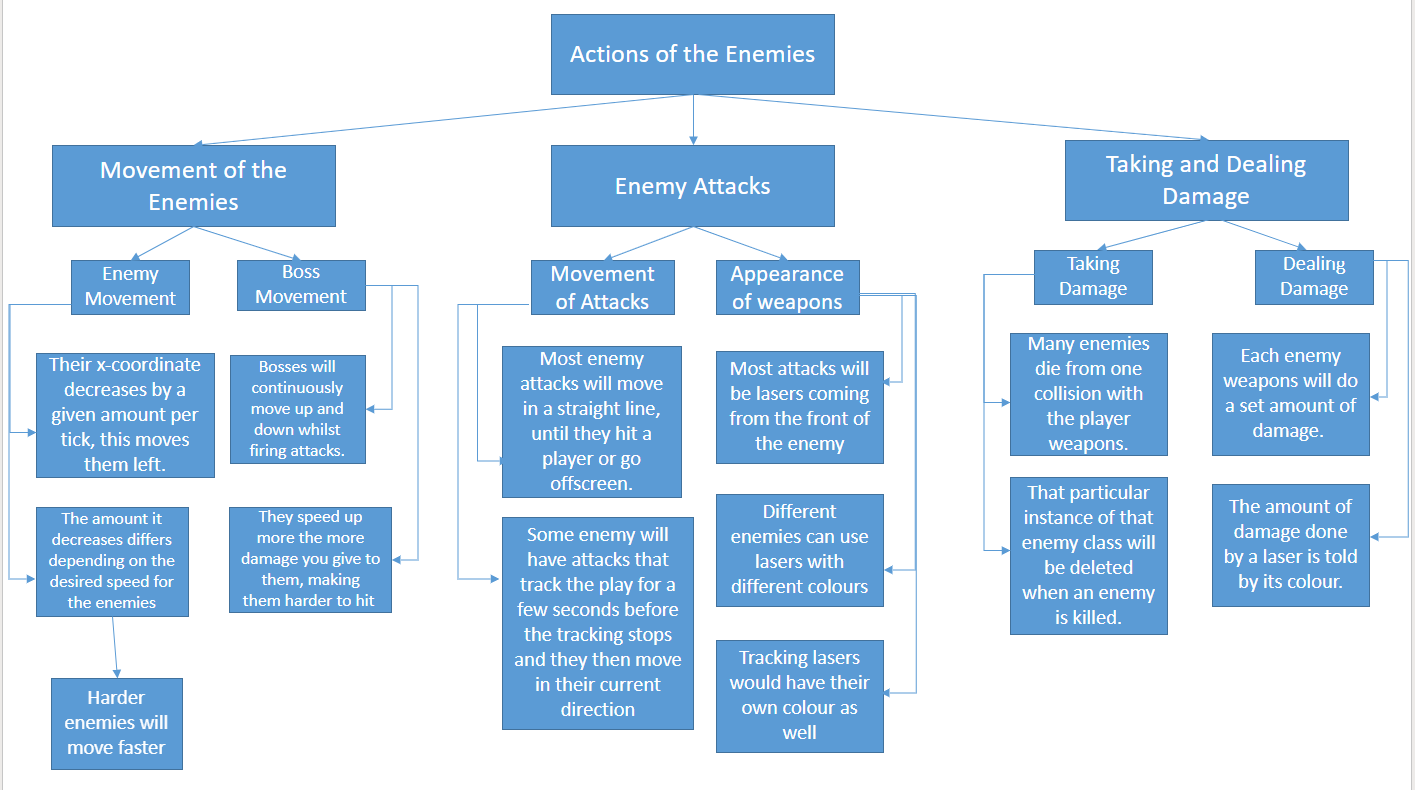 Actions of the Enemies
Movement of the
Enemies
Enemy Attacks
Taking and Dealing
Damage
Enemy
Movement
Boss
Movement
Movement
of Attacks
Appearance
of weapons
Taking
Damage
Dealing
Damage
Their x-coordinate
decreases by a
given amount per
tick, this moves
them left.
Bosses will
continuously
move up and
down whilst
firing attacks.
Most enemy
attacks will move
in a straight line,
until they hit a
player or go
offscreen.
Most attacks will
be lasers coming
from the front of
the enemy
Many enemies
die from one
collision with
the player
weapons.
Each enemy
weapons will do
a set amount of
damage.
The amount it
decreases differs
depending on the
desired speed for
the enemies
They speed up
more the more
damage you give to
them, making
them harder to hit
Some enemy will
have attacks that
track the play for a
few seconds before
the tracking stops
and they then move
in their current
direction
Different
enemies can use
lasers with
different colours
That particular
instance of that
enemy class will
be deleted
when an enemy
is killed.
The amount of
damage done
by a laser is told
by its colour.
Harder
enemies will
move faster
Tracking lasers
would have their
own colour as
well